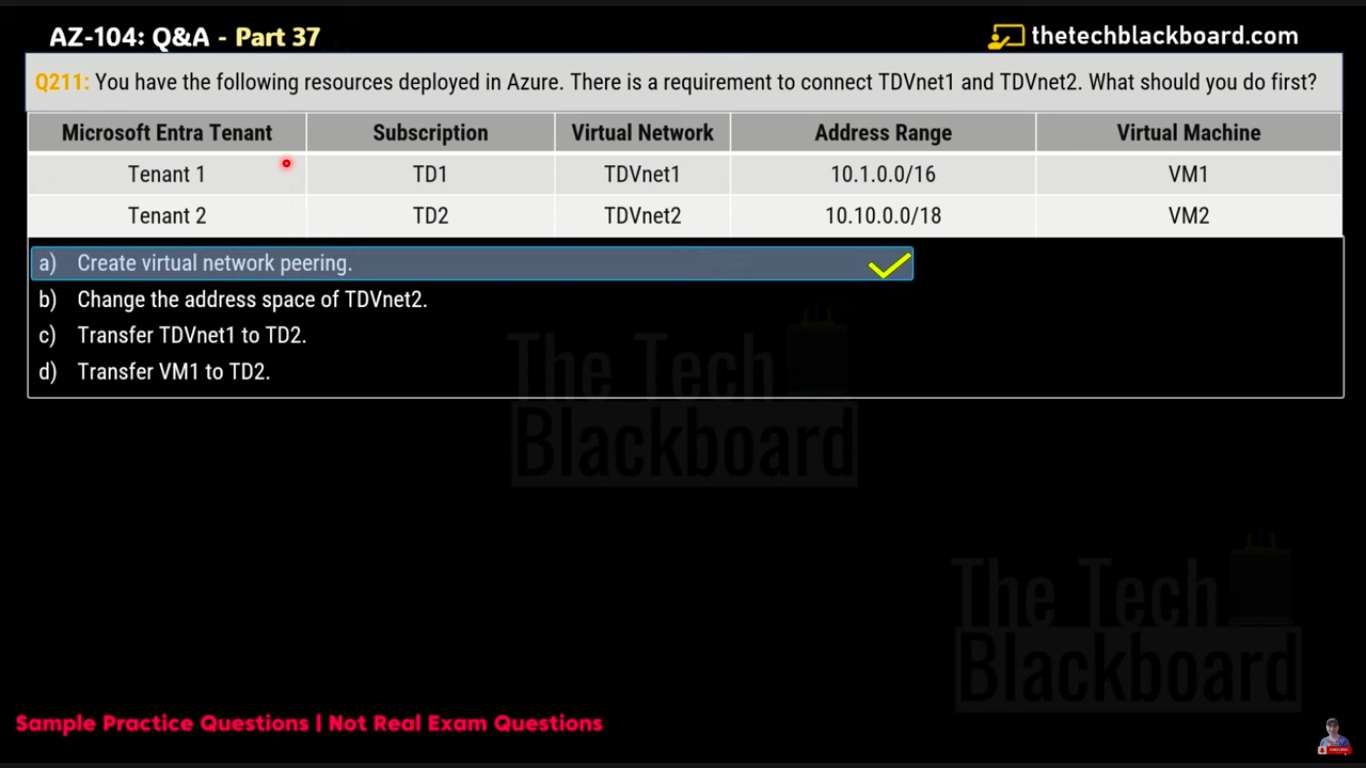 AZ-104: Q&A - Part 37
thetechblackboard.com
Q211: You have the following resources deployed in Azure. There is a requirement to connect TDVnet1 and TDVnet2. What should you do first?
Microsoft Entra Tenant Subscription Virtual Network Address Range Virtual Machine
Tenant 1 TD1 TDVnet1 10.1.0.0/16 VM1
Tenant 2 TD2 TDVnet2 10.10.0.0/18 VM2
a) Create virtual network peering.
b) Change the address space of TDVnet2.
c) Transfer TDVnet1 to TD2.
d) Transfer VM1 to TD2.
The Tech
Blackboard
The Tech
Blackboard
Sample Practice Questions | Not Real Exam Questions